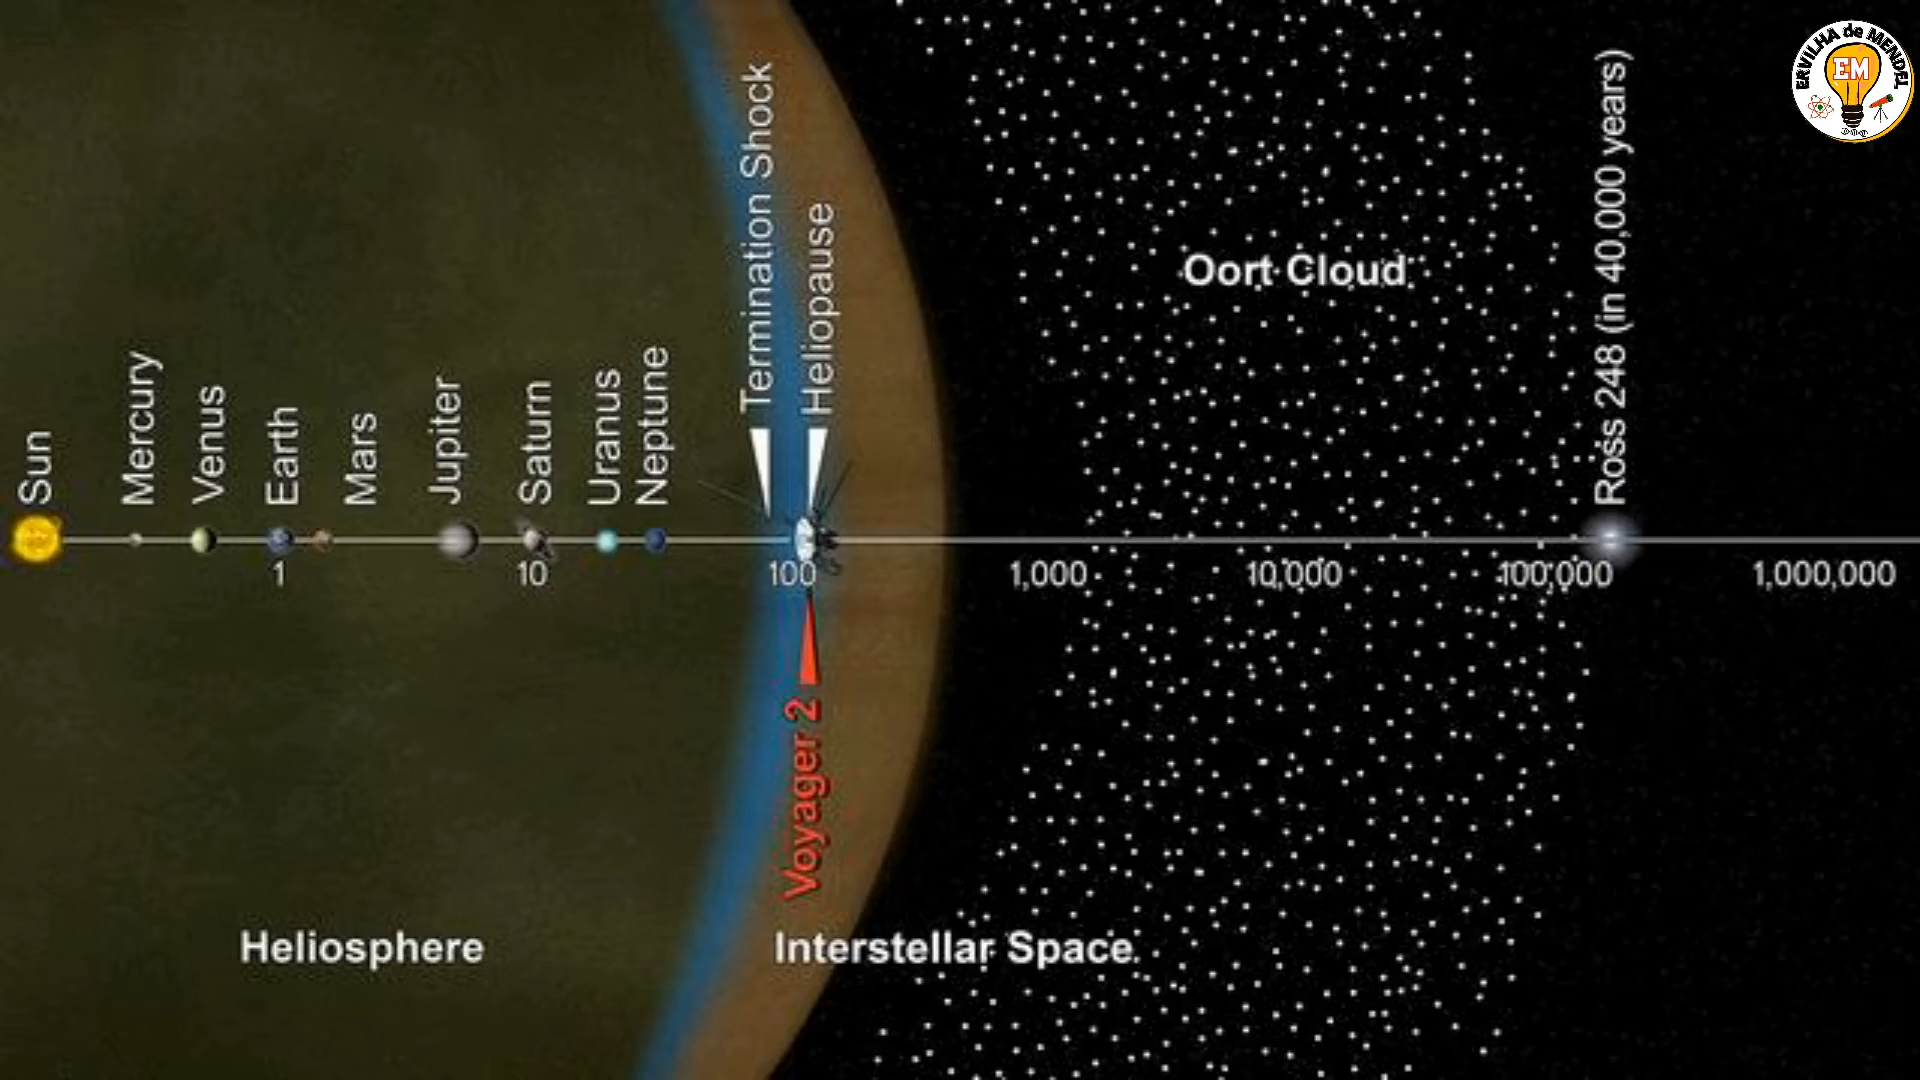 ERVILHA de MENDEL
EM
Termination Shock
Heliopause
Ross 248 (in 40,000 years)
Oort Cloud
Sun
Mercury
Venus
Earth
Mars
Jupiter
Saturn
Uranus
Neptune
1
10
100
1,000
10,000
100,000
1,000,000
Voyager 2
Heliosphere
Interstellar Space